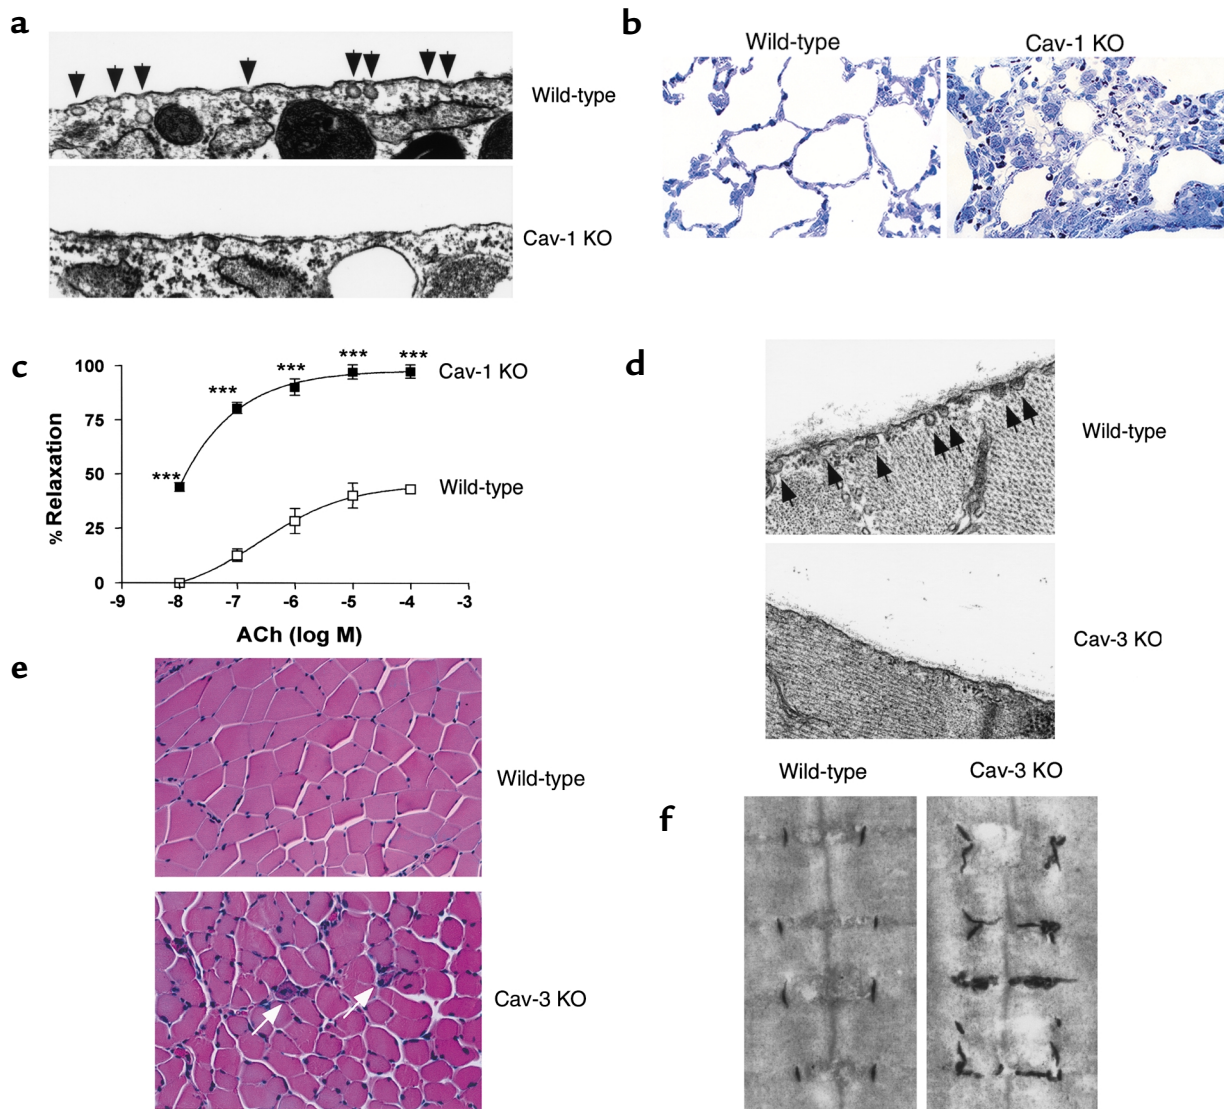 a
Wild-type
Cav-1 KO
b
Wild-type
Cav-1 KO
c
100
75
50
25
0
% Relaxation
***
***
***
***
***
Cav-1 KO
Wild-type
-9
-8
-7
-6
-5
-4
-3
ACh (log M)
d
Wild-type
Cav-3 KO
e
Wild-type
Cav-3 KO
f
Wild-type
Cav-3 KO